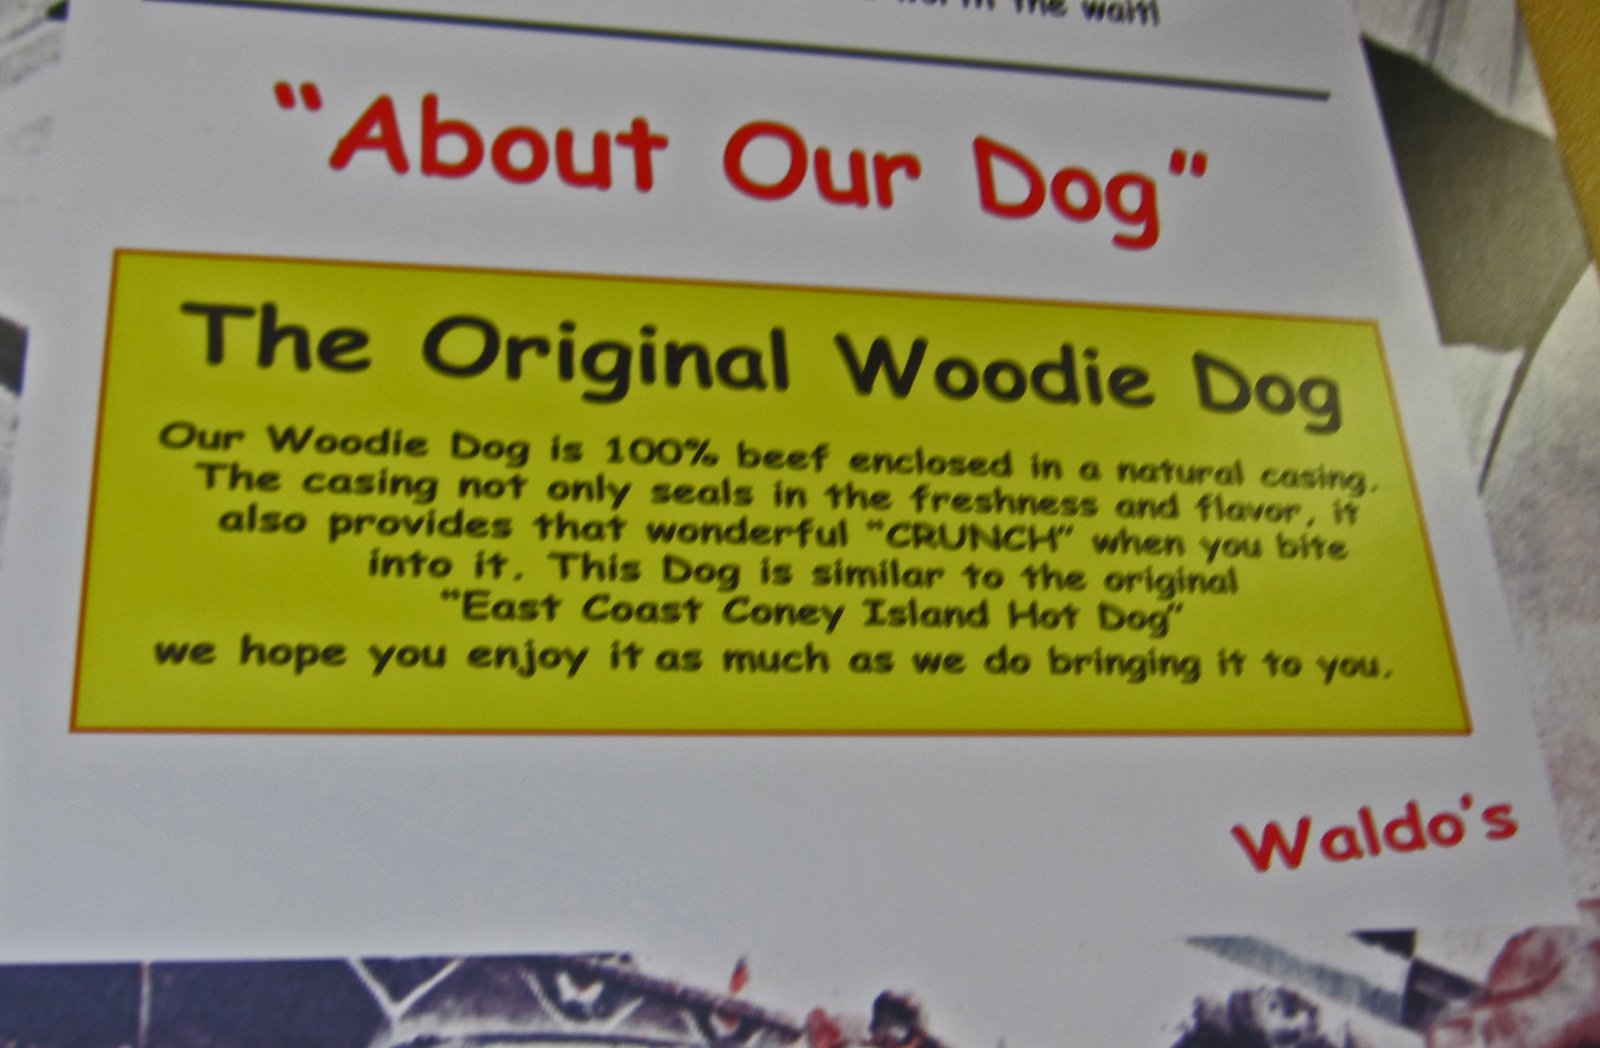 the wait!
“About Our Dog”
The Original Woodie Dog
Our Woodie Dog is 100% beef enclosed in a natural casing.
The casing not only seals in the freshness and flavor, it
also provides that wonderful “CRUNCH” when you bite
into it. This Dog is similar to the original
“East Coast Coney Island Hot Dog”
we hope you enjoy it as much as we do bringing it to you.
Waldo's